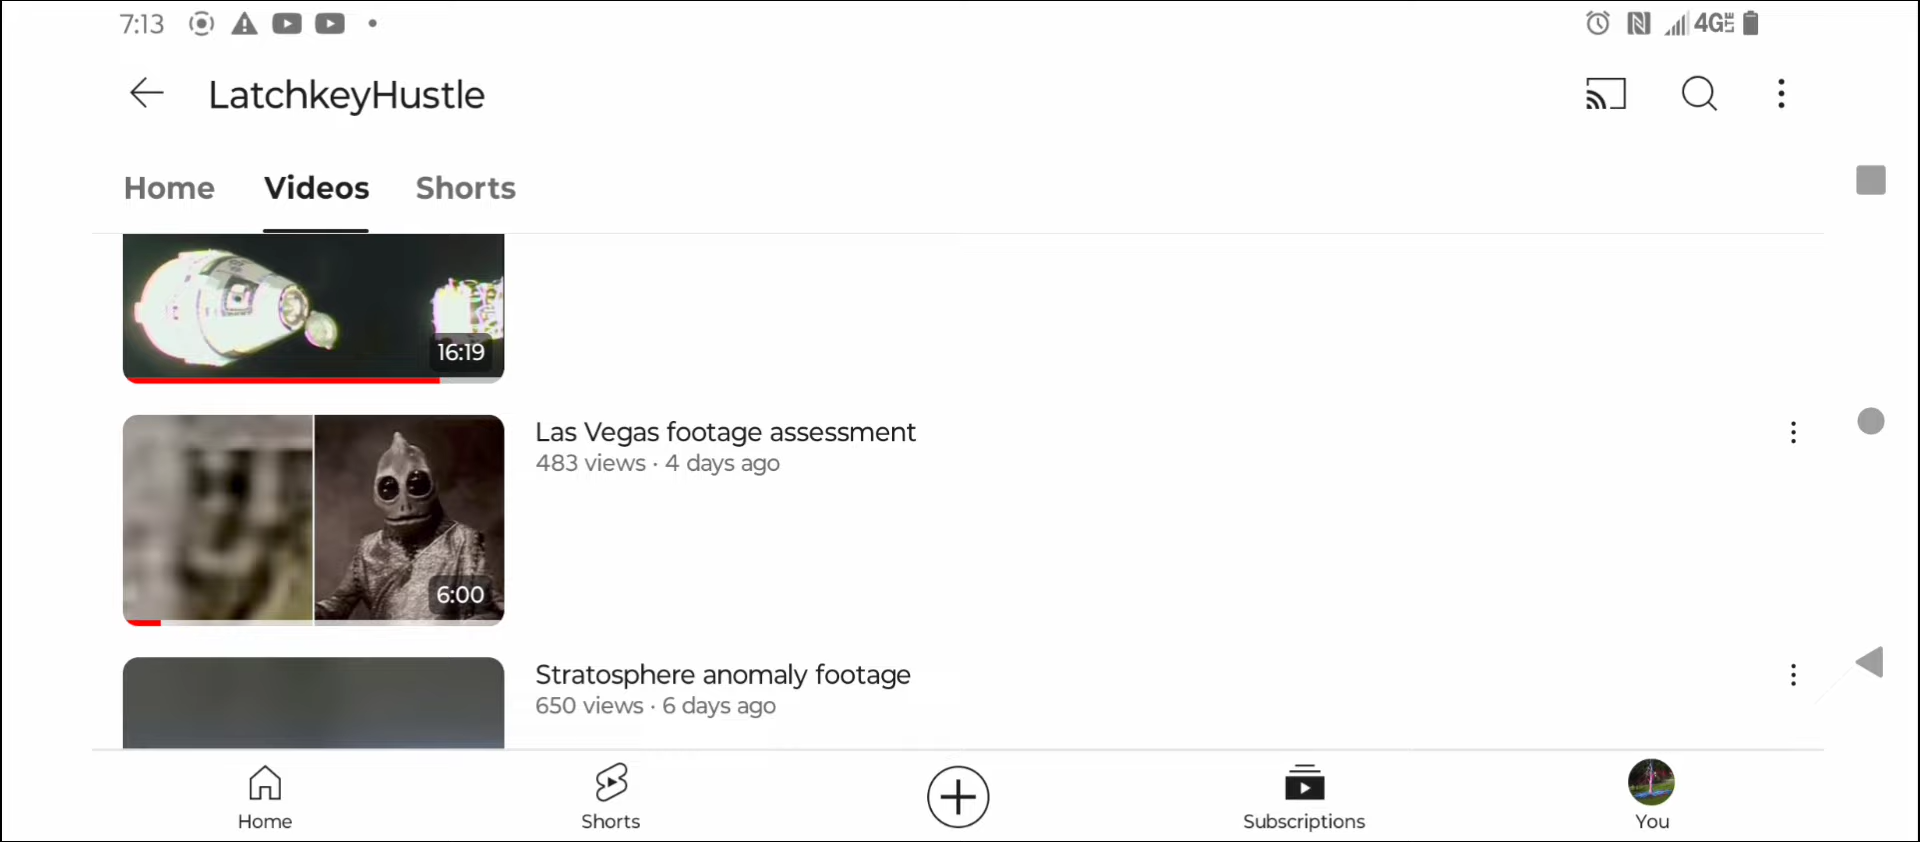 7:13
4G LTE
LatchkeyHustle
Home Videos Shorts
16:19
Las Vegas footage assessment
483 views · 4 days ago
6:00
Stratosphere anomaly footage
650 views · 6 days ago
Home Shorts Subscriptions You